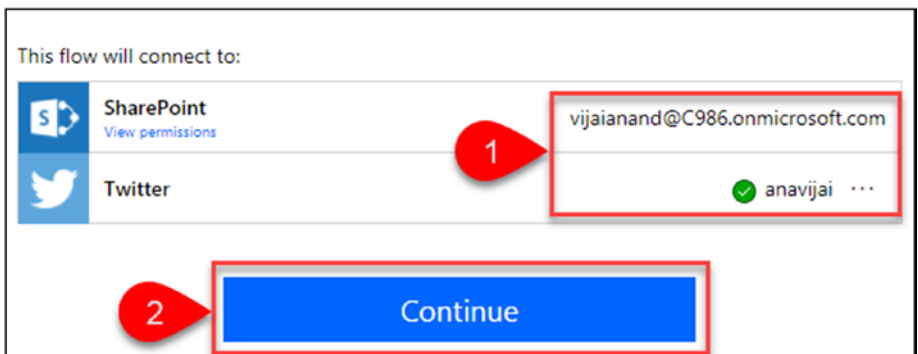 This flow will connect to:
SharePoint
View permissions
vijaianand@C986.onmicrosoft.com
1
Twitter
anavijai ...
2
Continue